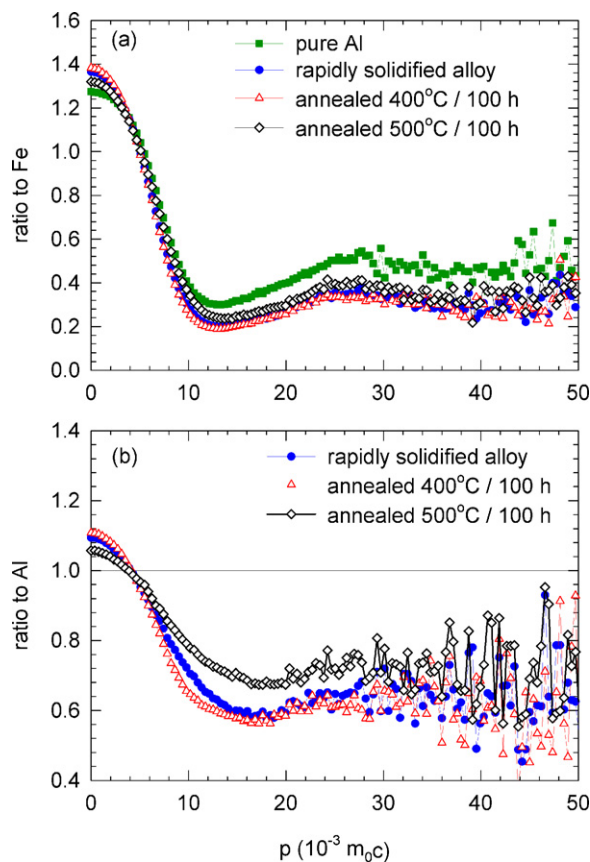 (a)
pure Al
rapidly solidified alloy
annealed 400°C / 100 h
annealed 500°C / 100 h
ratio to Fe
1.6
1.4
1.2
1.0
0.8
0.6
0.4
0.2
0.0
0 10 20 30 40 50
(b)
rapidly solidified alloy
annealed 400°C / 100 h
annealed 500°C / 100 h
ratio to Al
1.4
1.2
1.0
0.8
0.6
0.4
0 10 20 30 40 50
p (10⁻³ m₀c)